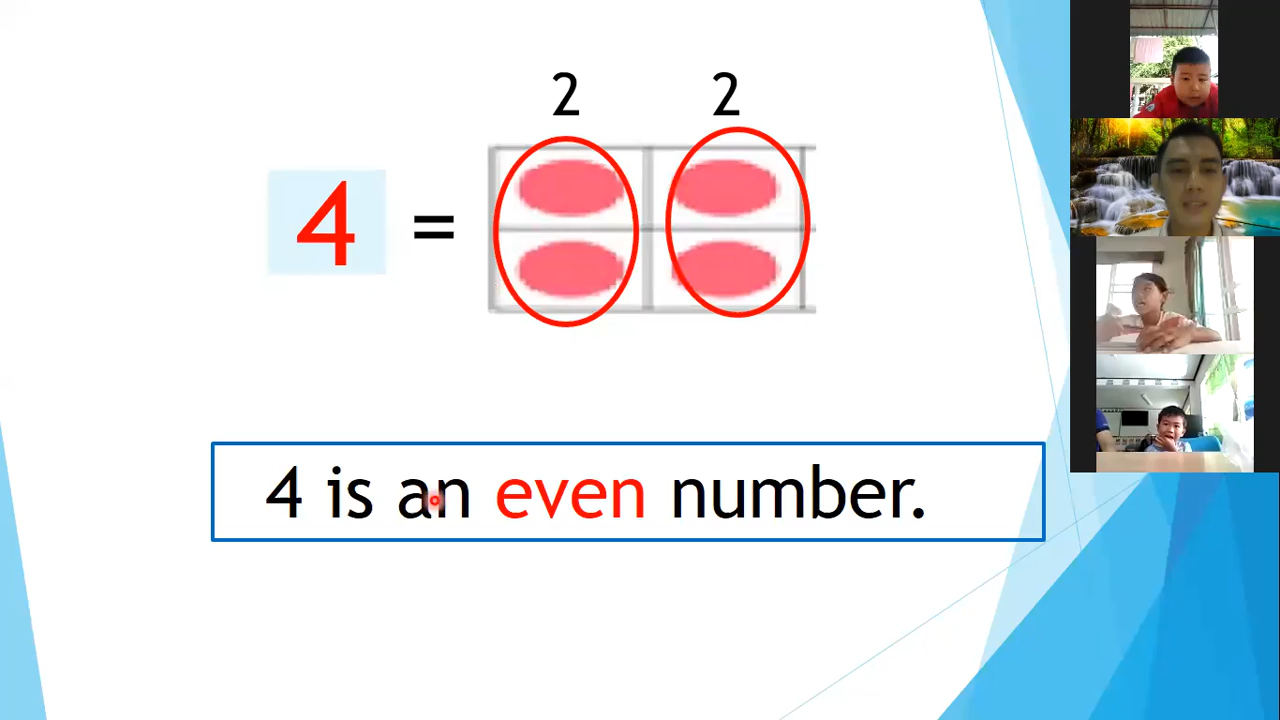 2 2
4 =
4 is an even number.